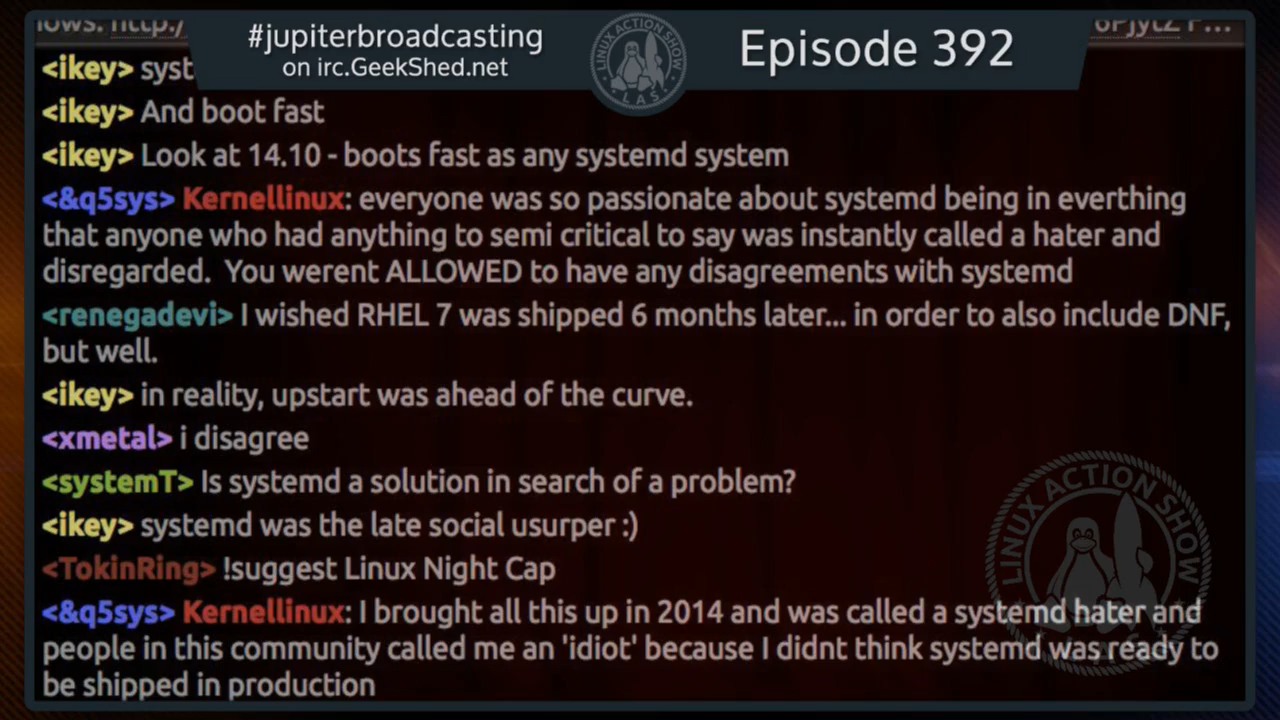 #jupiterbroadcasting
on irc.GeekShed.net
LINUX ACTION SHOW
LAS
Episode 392
<ikey> syst
<ikey> And boot fast
<ikey> Look at 14.10 - boots fast as any systemd system
<&q5sys> Kernellinux: everyone was so passionate about systemd being in everthing
that anyone who had anything to semi critical to say was instantly called a hater and
disregarded.  You werent ALLOWED to have any disagreements with systemd
<renegadevi> I wished RHEL 7 was shipped 6 months later... in order to also include DNF,
but well.
<ikey> in reality, upstart was ahead of the curve.
<xmetal> i disagree
<systemT> Is systemd a solution in search of a problem?
<ikey> systemd was the late social usurper :)
<TokinRing> !suggest Linux Night Cap
<&q5sys> Kernellinux: I brought all this up in 2014 and was called a systemd hater and
people in this community called me an 'idiot' because I didnt think systemd was ready to
be shipped in production
LINUX ACTION SHOW